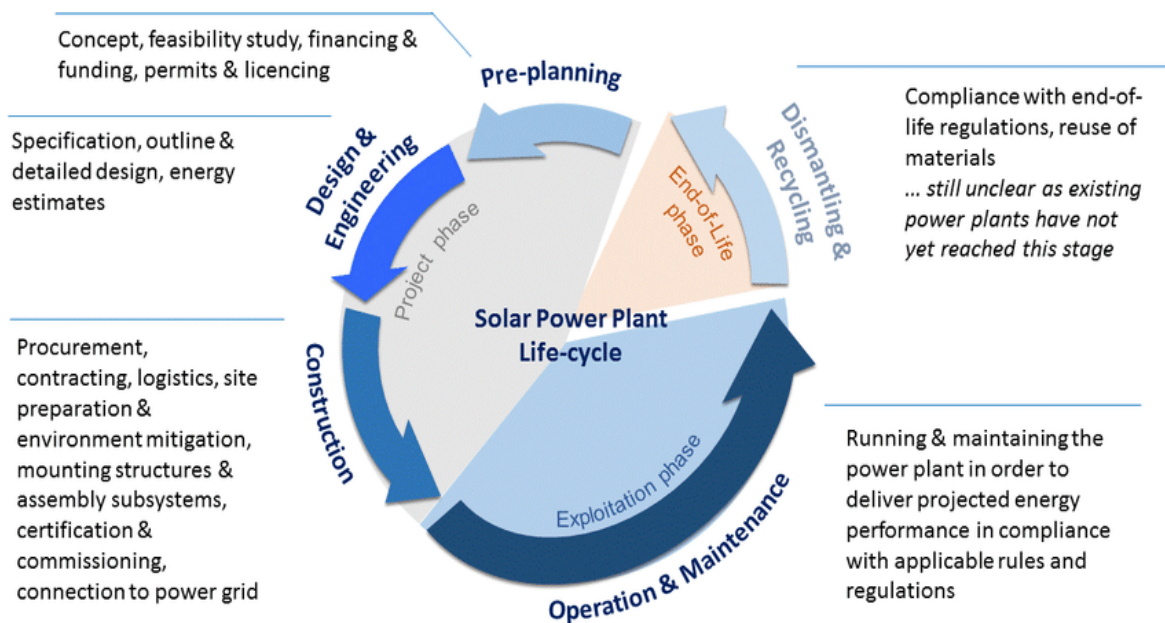 Concept, feasibility study, financing &
funding, permits & licencing
Pre-planning
Specification, outline &
detailed design, energy
estimates
Design &
Engineering
Project phase
Procurement,
contracting, logistics, site
preparation &
environment mitigation,
mounting structures &
assembly subsystems,
certification &
commissioning,
connection to power grid
Construction
Solar Power Plant
Life-cycle
Exploitation phase
Operation & Maintenance
Running & maintaining the
power plant in order to
deliver projected energy
performance in compliance
with applicable rules and
regulations
End-of-Life
phase
Dismantling &
Recycling
Compliance with end-of-
life regulations, reuse of
materials
... still unclear as existing
power plants have not
yet reached this stage